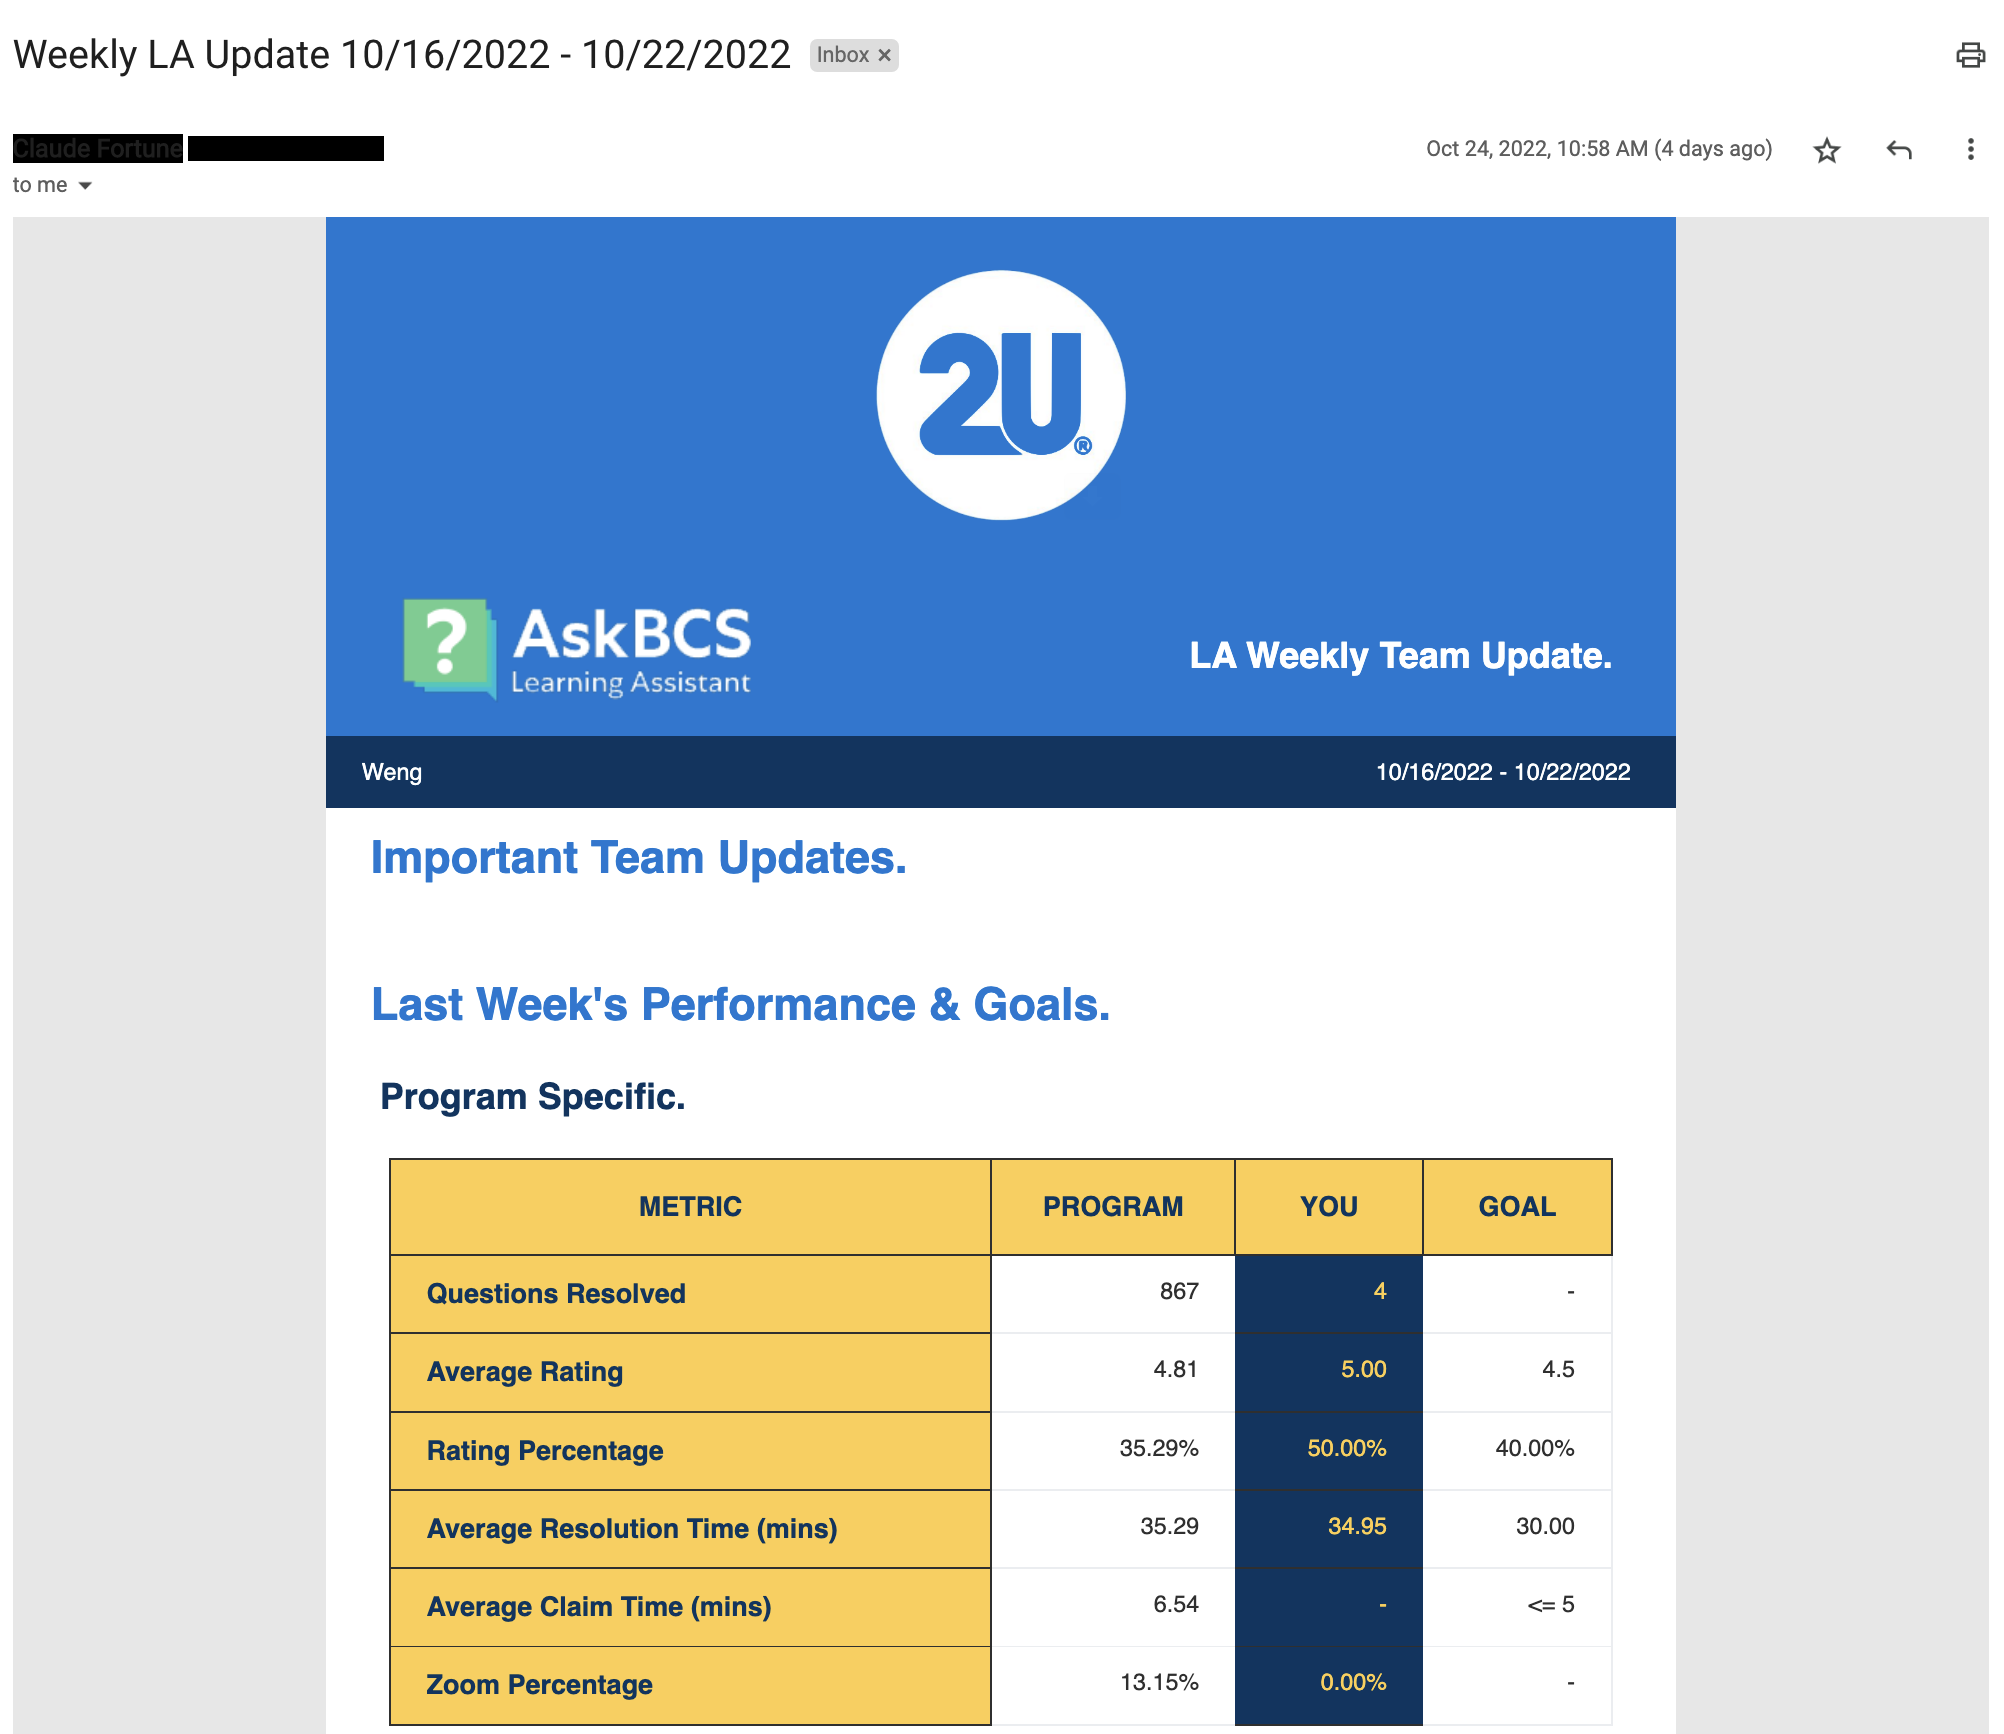 Weekly LA Update 10/16/2022 - 10/22/2022 Inbox ×
Claude Fortune
Oct 24, 2022, 10:58 AM (4 days ago)
to me
2U®
? AskBCS
Learning Assistant
LA Weekly Team Update.
Weng 10/16/2022 - 10/22/2022
Important Team Updates.
Last Week's Performance & Goals.
Program Specific.
METRIC PROGRAM YOU GOAL
Questions Resolved 867 4 -
Average Rating 4.81 5.00 4.5
Rating Percentage 35.29% 50.00% 40.00%
Average Resolution Time (mins) 35.29 34.95 30.00
Average Claim Time (mins) 6.54 - <= 5
Zoom Percentage 13.15% 0.00% -